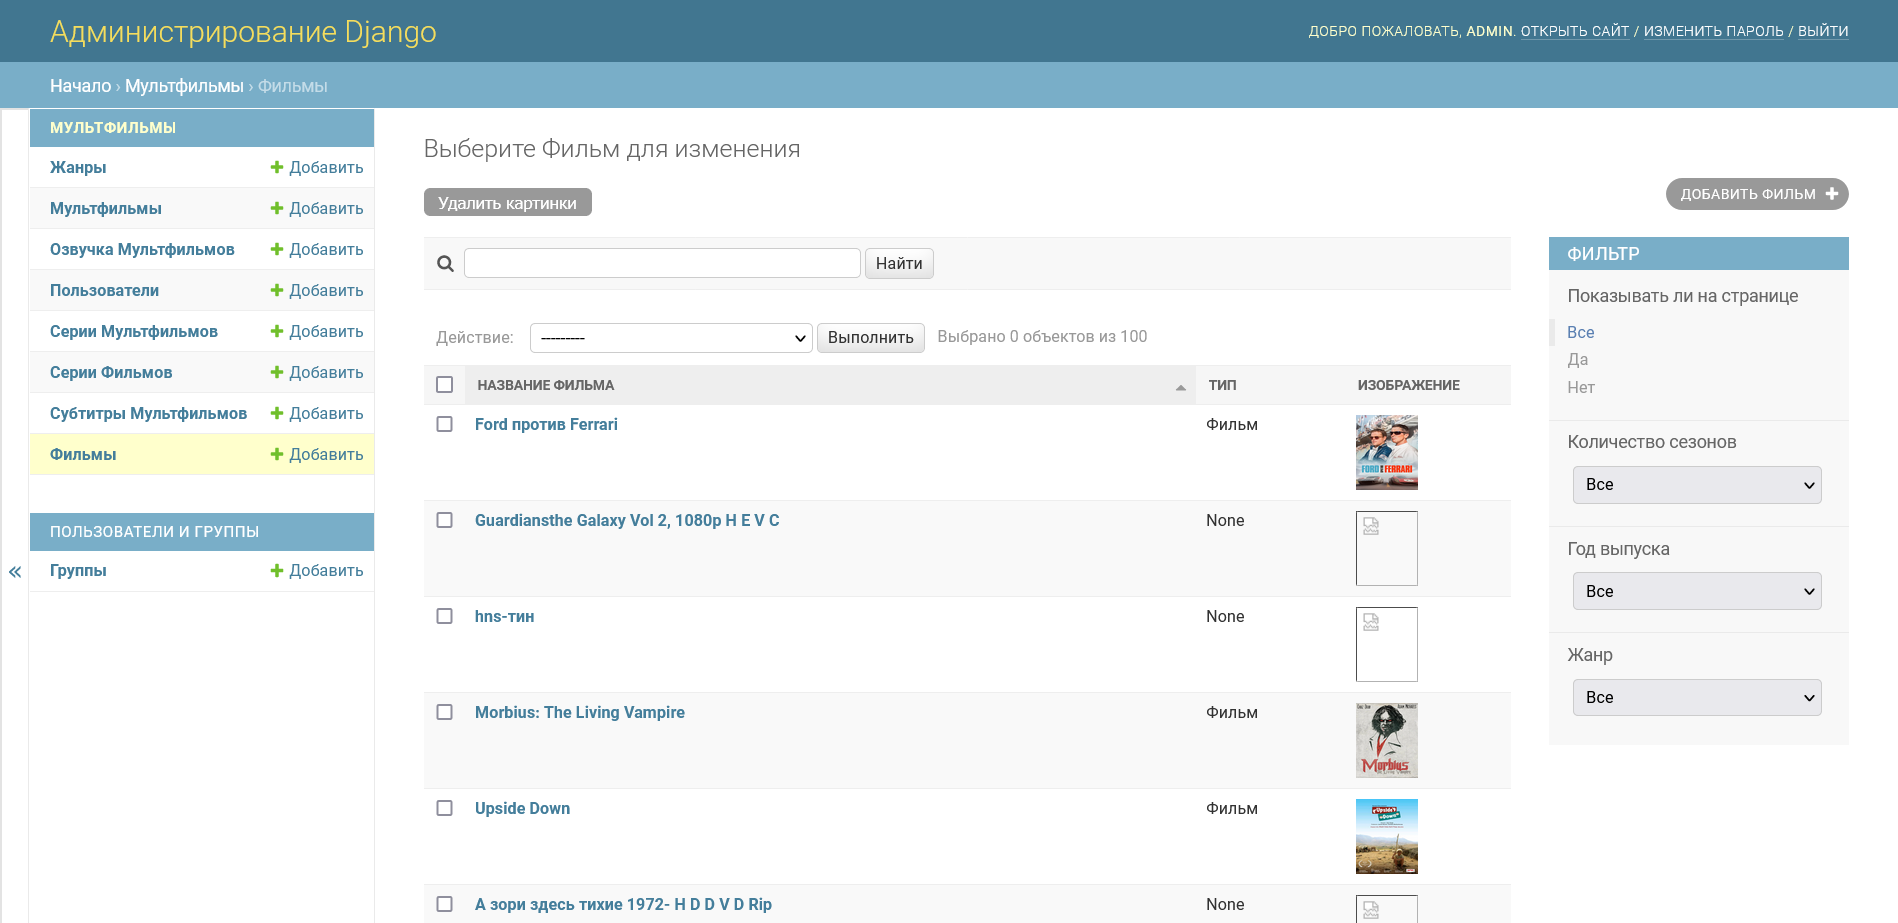 Администрирование Django
ДОБРО ПОЖАЛОВАТЬ, ADMIN. ОТКРЫТЬ САЙТ / ИЗМЕНИТЬ ПАРОЛЬ / ВЫЙТИ
Начало › Мультфильмы › Фильмы
МУЛЬТФИЛЬМЫ
Жанры Добавить
Мультфильмы Добавить
Озвучка Мультфильмов Добавить
Пользователи Добавить
Серии Мультфильмов Добавить
Серии Фильмов Добавить
Субтитры Мультфильмов Добавить
Фильмы Добавить
ПОЛЬЗОВАТЕЛИ И ГРУППЫ
Группы Добавить
«
Выберите Фильм для изменения
Удалить картинки
ДОБАВИТЬ ФИЛЬМ
Найти
Действие: --------- Выполнить Выбрано 0 объектов из 100
НАЗВАНИЕ ФИЛЬМА ТИП ИЗОБРАЖЕНИЕ
Ford против Ferrari Фильм
FORD FERRARI
Guardiansthe Galaxy Vol 2, 1080p H E V C None
hns-тин None
Morbius: The Living Vampire Фильм
Morbius
Upside Down Фильм
Upside
Down
А зори здесь тихие 1972- H D D V D Rip None
ФИЛЬТР
Показывать ли на странице
Все
Да
Нет
Количество сезонов
Все
Год выпуска
Все
Жанр
Все